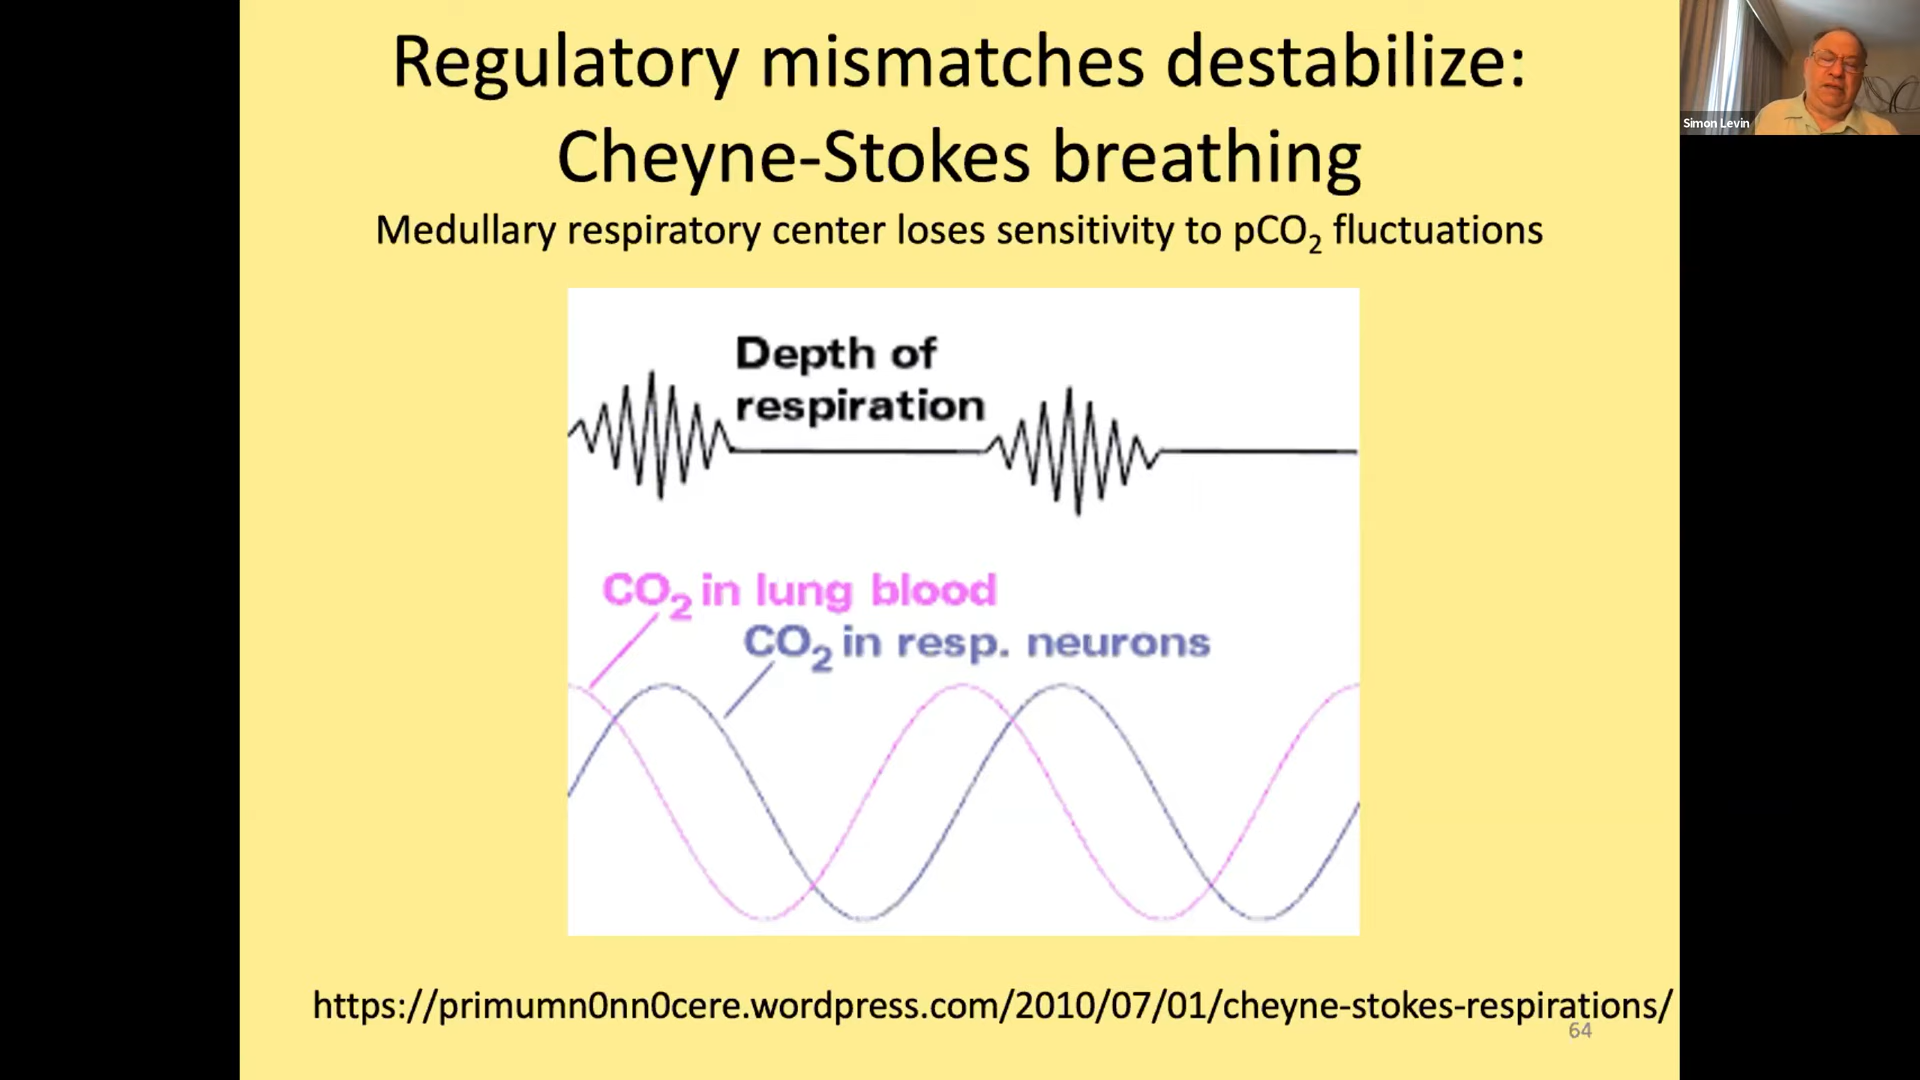 Regulatory mismatches destabilize:
Cheyne-Stokes breathing
Medullary respiratory center loses sensitivity to pCO₂ fluctuations
Simon Levin
Depth of
respiration
CO₂ in lung blood
CO₂ in resp. neurons
https://primumn0nn0cere.wordpress.com/2010/07/01/cheyne-stokes-respirations/
64